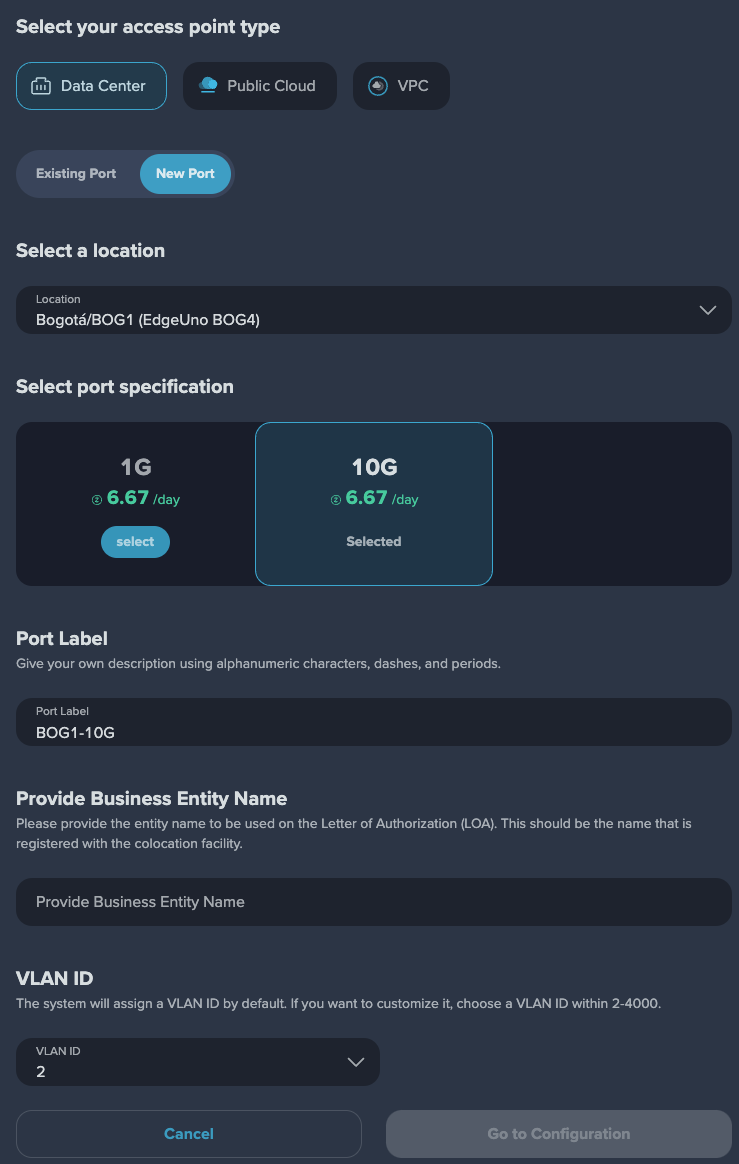 Select your access point type
Data Center
Public Cloud
VPC
Existing Port
New Port
Select a location
Location
Bogotá/BOG1 (EdgeUno BOG4)
Select port specification
1G
6.67 /day
select
10G
6.67 /day
Selected
Port Label
Give your own description using alphanumeric characters, dashes, and periods.
Port Label
BOG1-10G
Provide Business Entity Name
Please provide the entity name to be used on the Letter of Authorization (LOA). This should be the name that is
registered with the colocation facility.
Provide Business Entity Name
VLAN ID
The system will assign a VLAN ID by default. If you want to customize it, choose a VLAN ID within 2-4000.
VLAN ID
2
Cancel
Go to Configuration